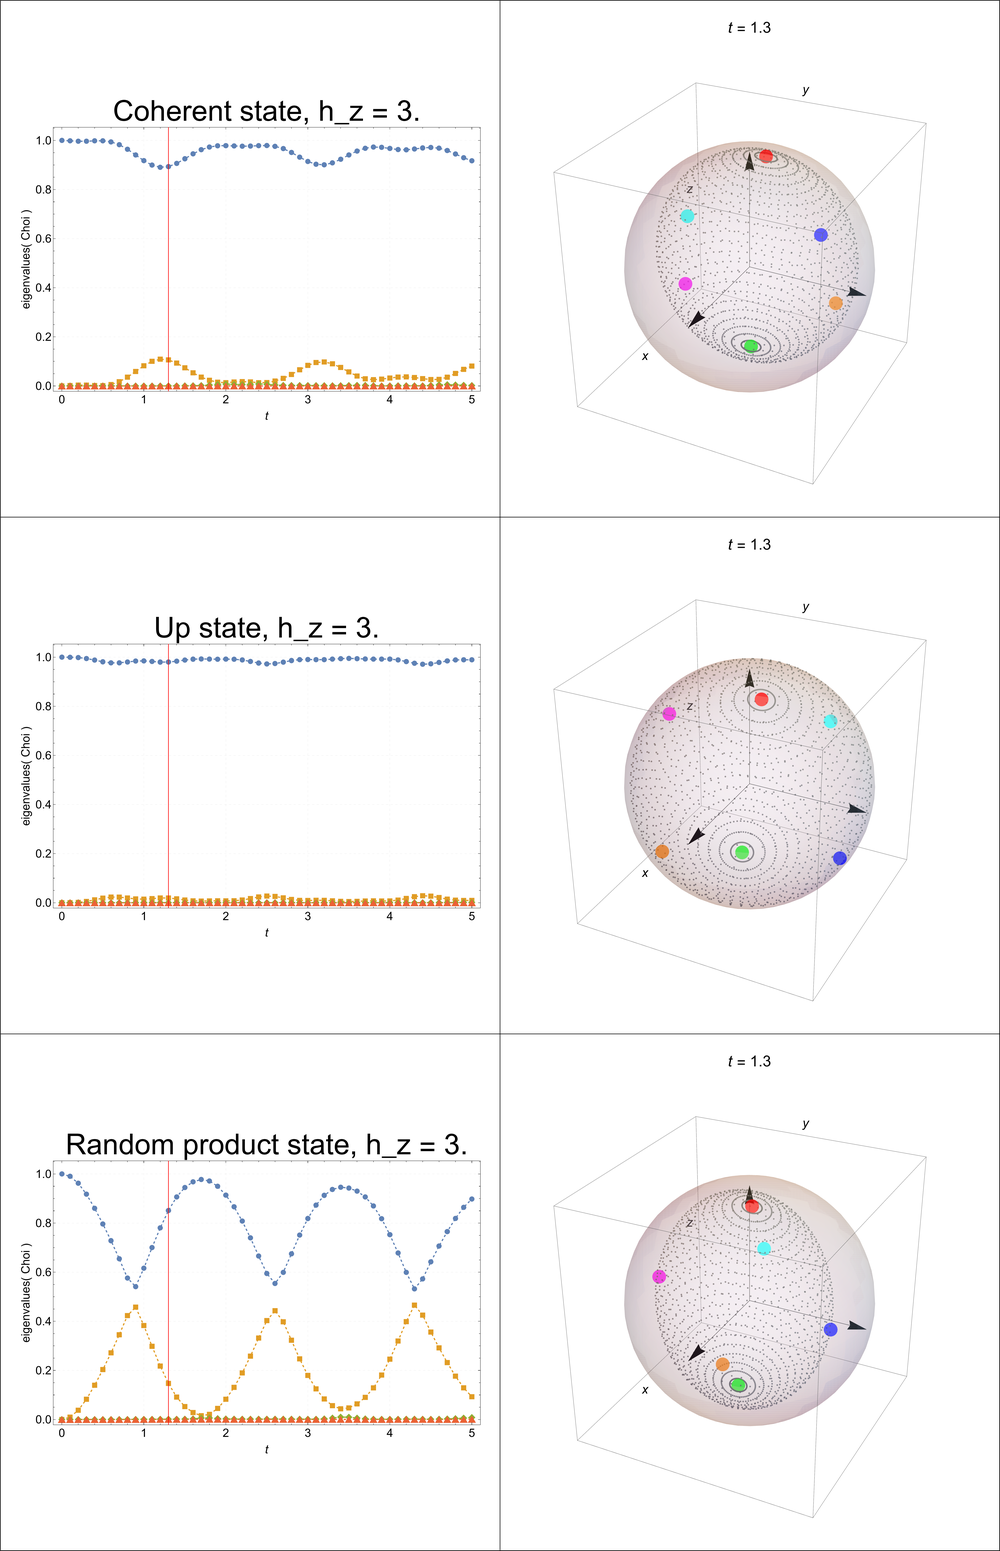 t = 1.3
Coherent state, h_z = 3.
eigenvalues( Choi )
1.0
0.8
0.6
0.4
0.2
0.0
0 1 2 3 4 5
t
y
z
x
t = 1.3
Up state, h_z = 3.
eigenvalues( Choi )
1.0
0.8
0.6
0.4
0.2
0.0
0 1 2 3 4 5
t
y
z
x
t = 1.3
Random product state, h_z = 3.
eigenvalues( Choi )
1.0
0.8
0.6
0.4
0.2
0.0
0 1 2 3 4 5
t
y
z
x